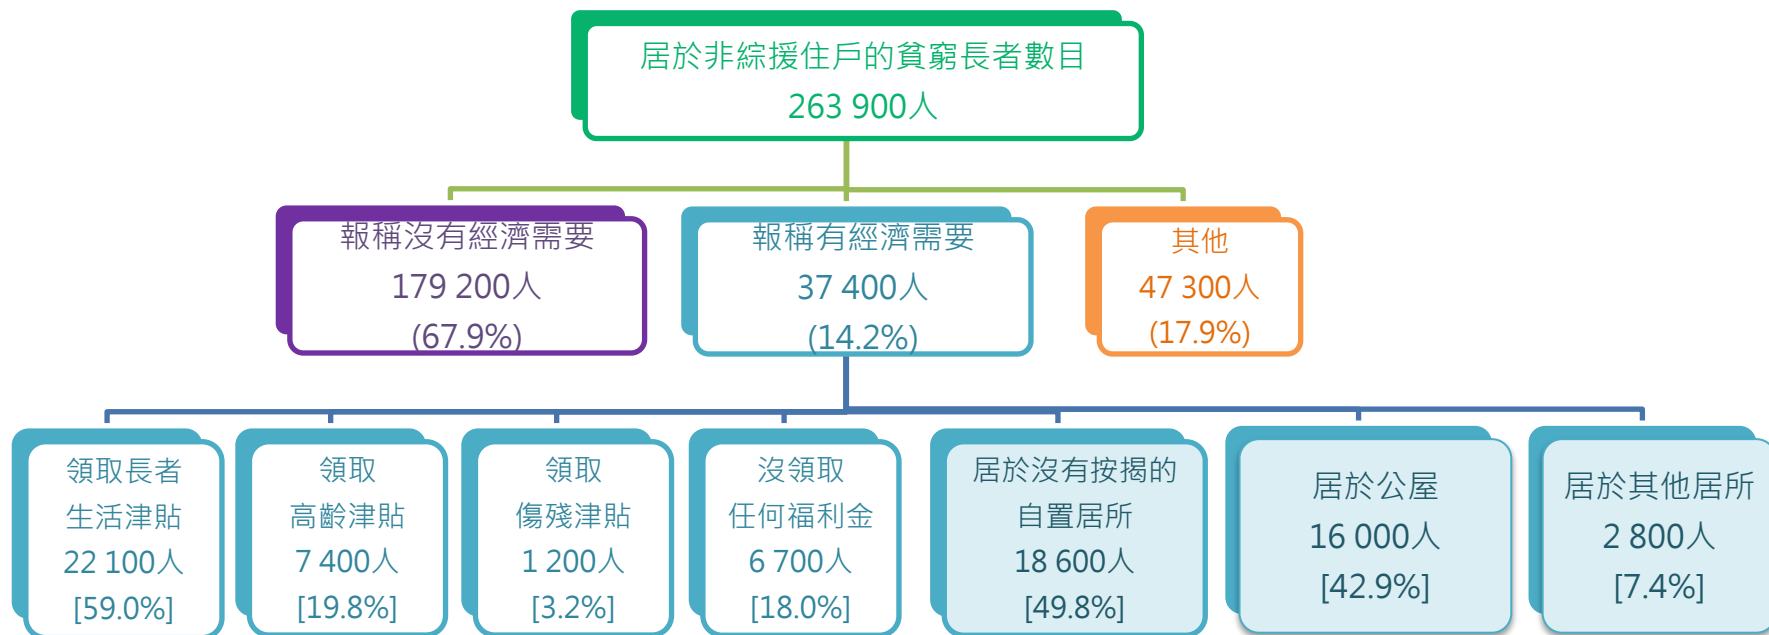 居於非綜援住戶的貧窮長者數目
263 900人
報稱沒有經濟需要
179 200人
(67.9%)
報稱有經濟需要
37 400人
(14.2%)
其他
47 300人
(17.9%)
領取長者
生活津貼
22 100人
[59.0%]
領取
高齡津貼
7 400人
[19.8%]
領取
傷殘津貼
1 200人
[3.2%]
沒領取
任何福利金
6 700人
[18.0%]
居於沒有按揭的
自置居所
18 600人
[49.8%]
居於公屋
16 000人
[42.9%]
居於其他居所
2 800人
[7.4%]